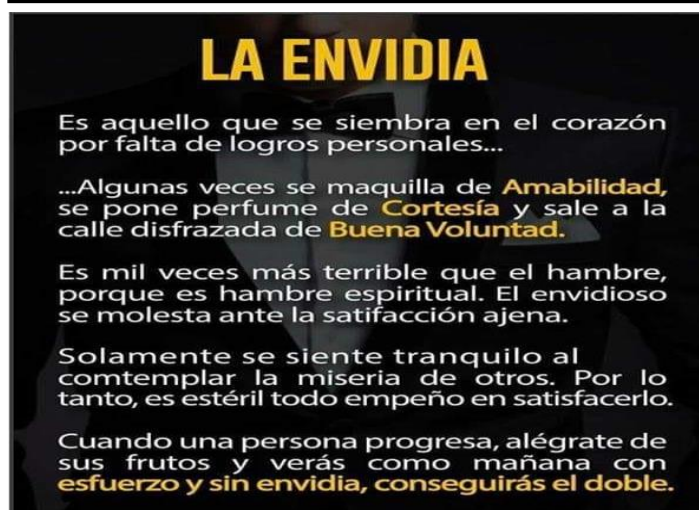 LA ENVIDIA
Es aquello que se siembra en el corazón
por falta de logros personales...
...Algunas veces se maquilla de Amabilidad,
se pone perfume de Cortesía y sale a la
calle disfrazada de Buena Voluntad.
Es mil veces más terrible que el hambre,
porque es hambre espiritual. El envidioso
se molesta ante la satifacción ajena.
Solamente se siente tranquilo al
comtemplar la miseria de otros. Por lo
tanto, es estéril todo empeño en satisfacerlo.
Cuando una persona progresa, alégrate de
sus frutos y verás como mañana con
esfuerzo y sin envidia, conseguirás el doble.